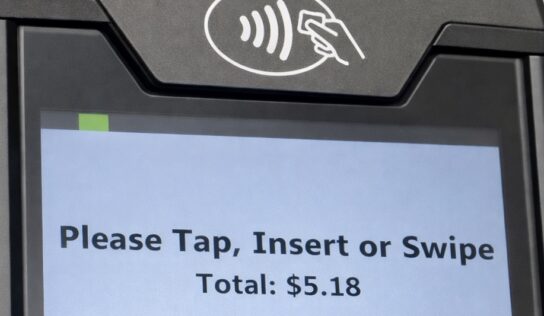 Please Tap, Insert or Swipe
Total: $5.18